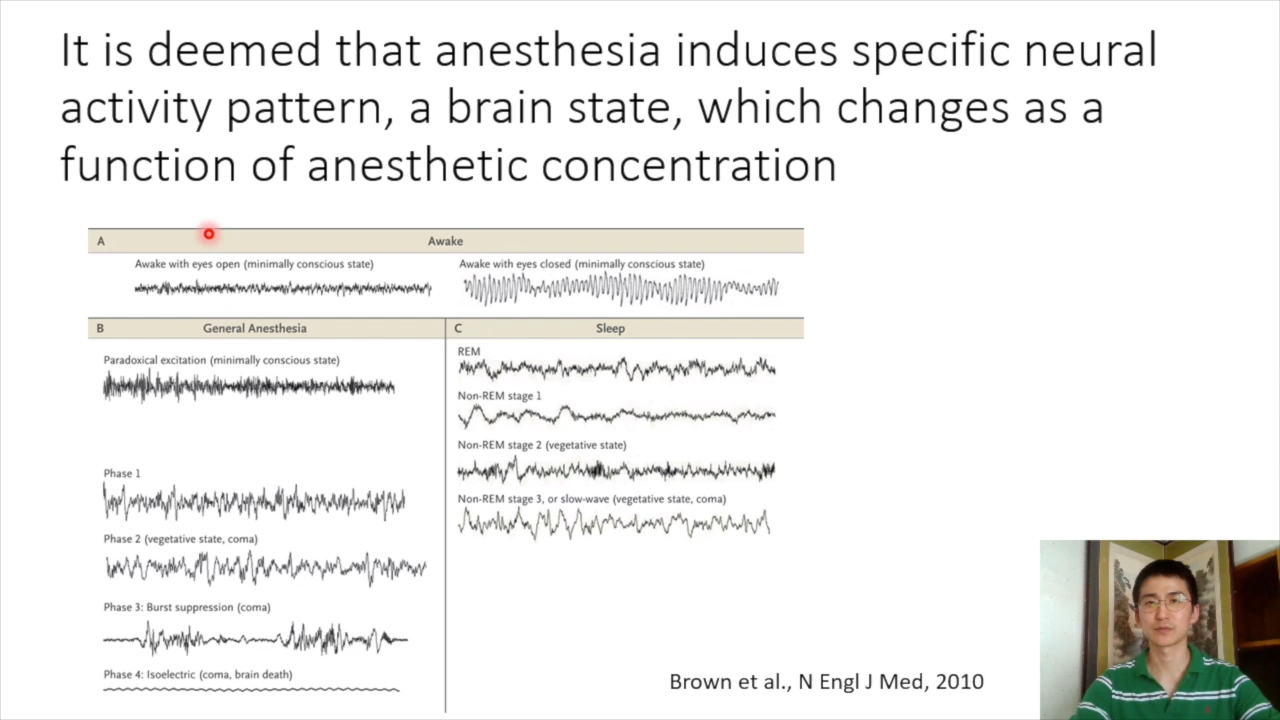 It is deemed that anesthesia induces specific neural
activity pattern, a brain state, which changes as a
function of anesthetic concentration
A
Awake
Awake with eyes open (minimally conscious state)
Awake with eyes closed (minimally conscious state)
B
General Anesthesia
Paradoxical excitation (minimally conscious state)
Phase 1
Phase 2 (vegetative state, coma)
Phase 3: Burst suppression (coma)
Phase 4: Isoelectric (coma, brain death)
C
Sleep
REM
Non-REM stage 1
Non-REM stage 2 (vegetative state)
Non-REM stage 3, or slow-wave (vegetative state, coma)
Brown et al., N Engl J Med, 2010